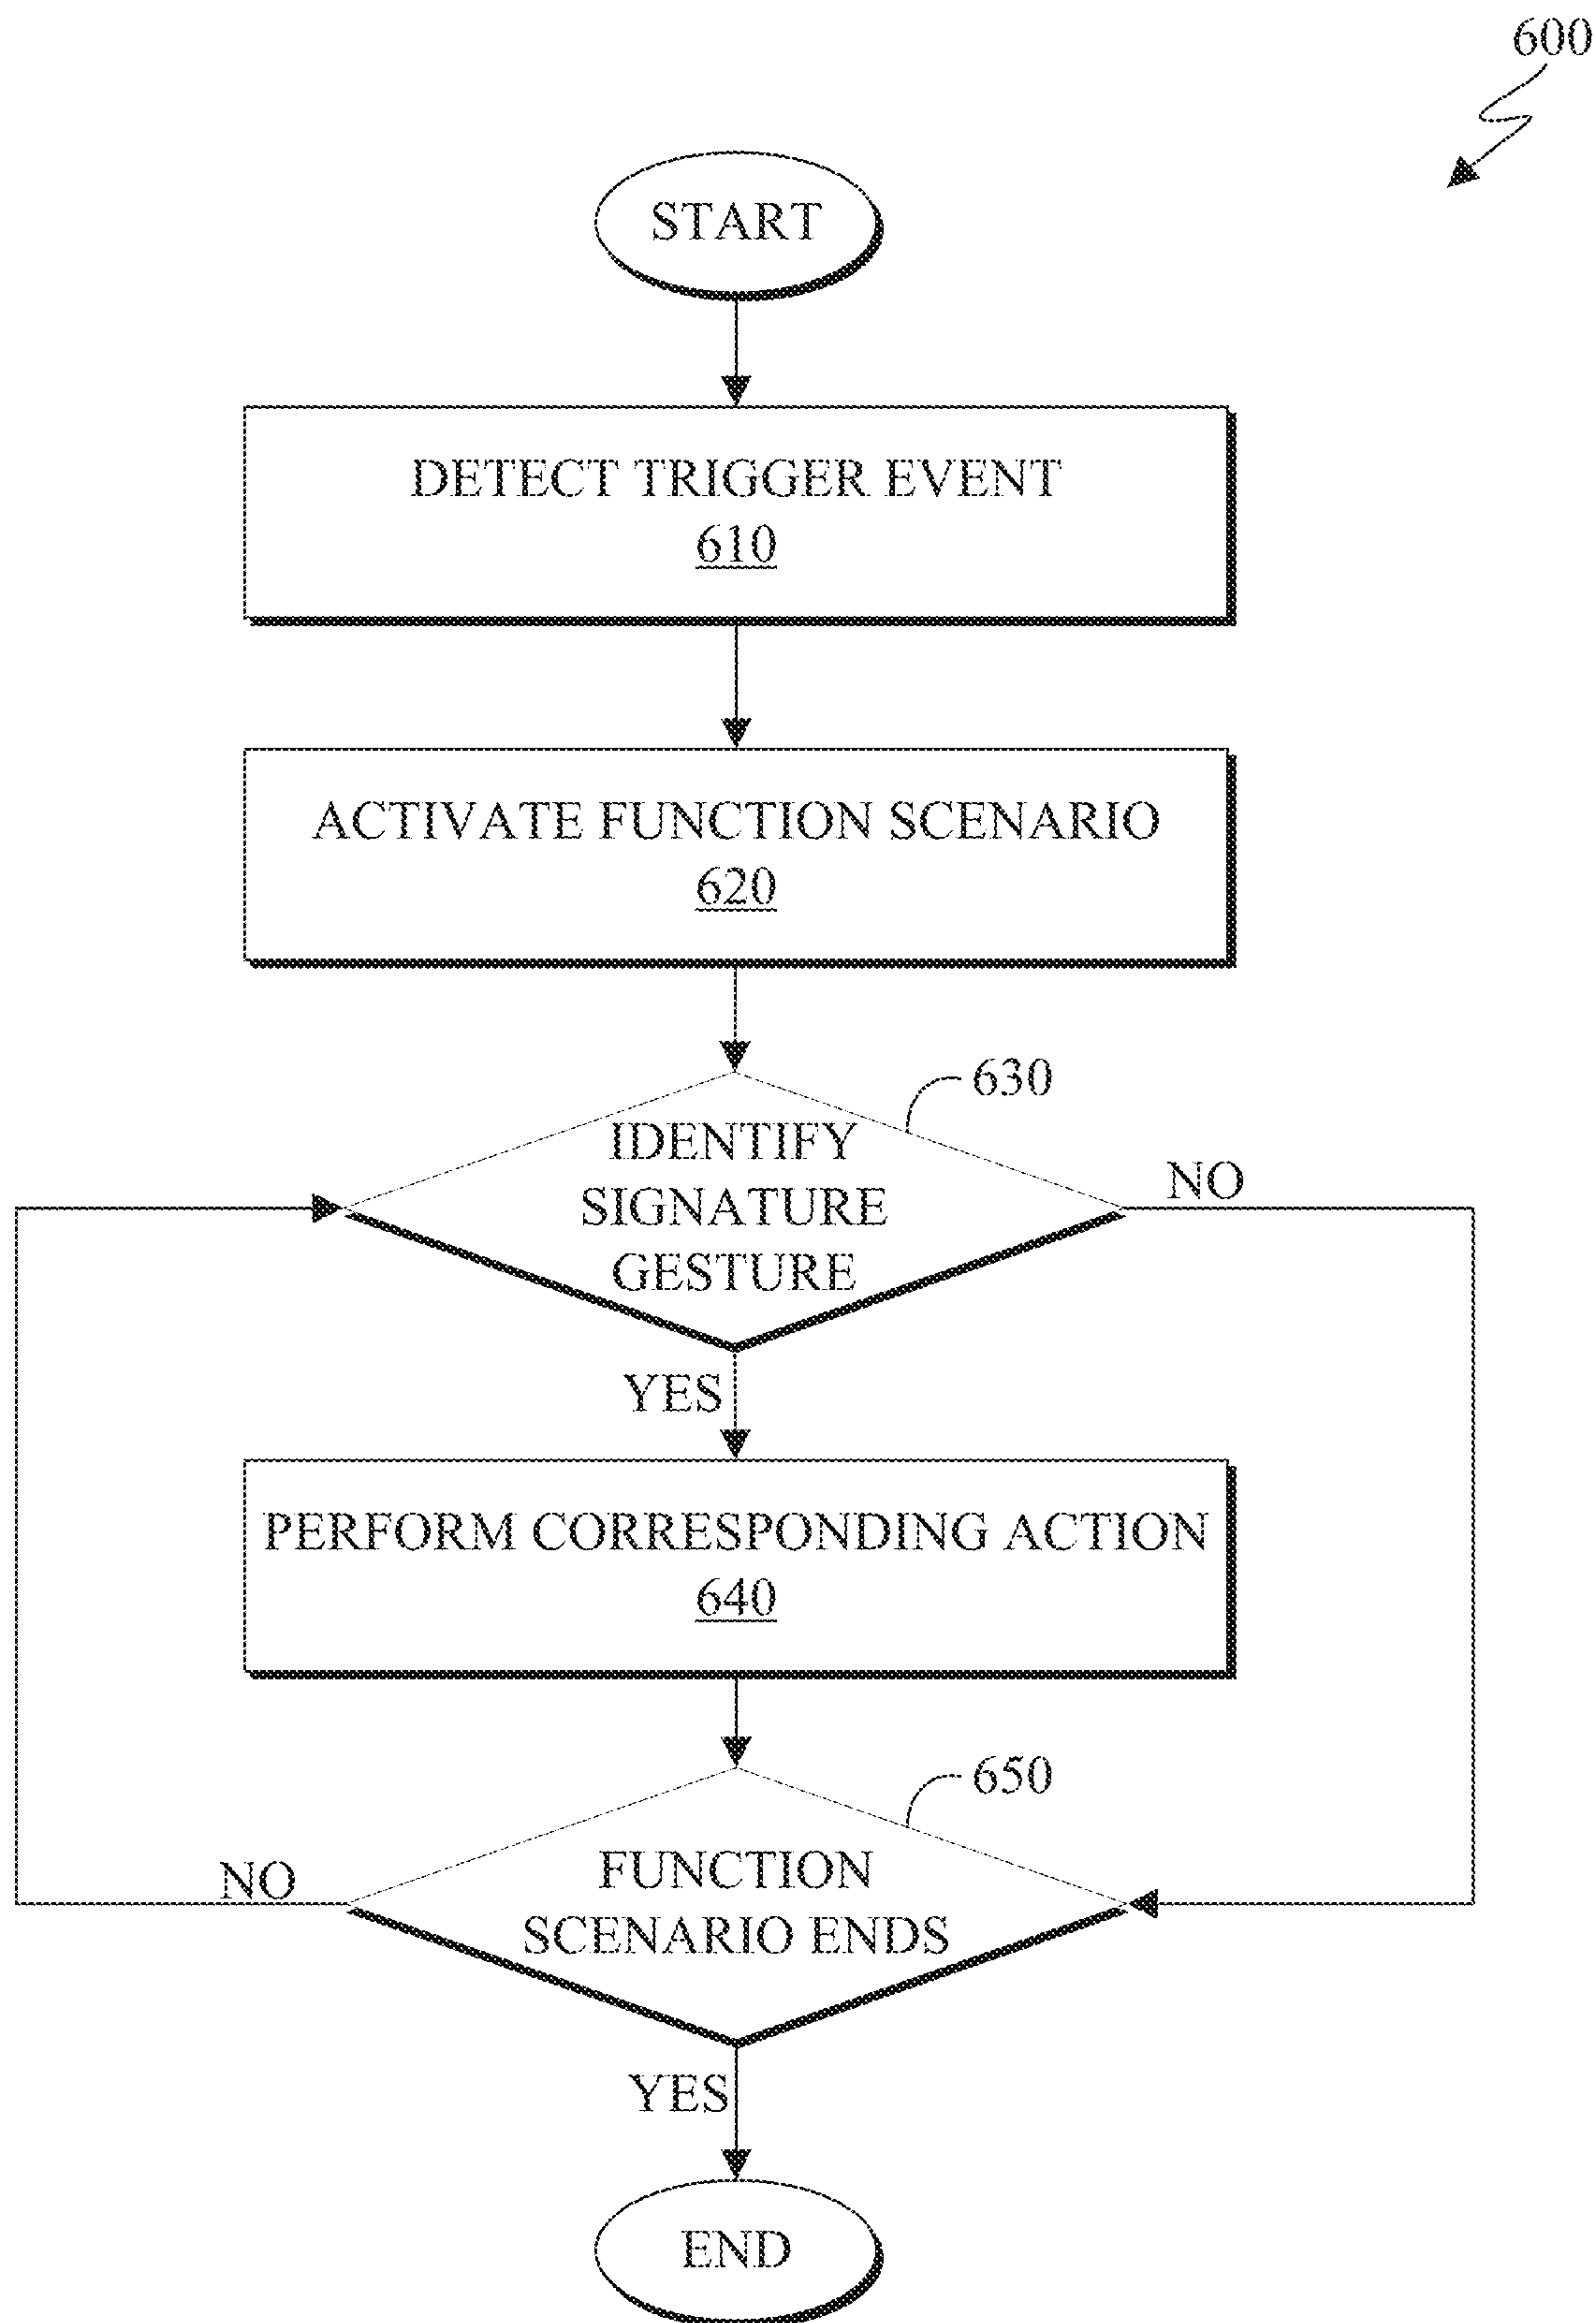 600
START
DETECT TRIGGER EVENT
610
ACTIVATE FUNCTION SCENARIO
620
630
IDENTIFY
SIGNATURE
GESTURE
NO
YES
PERFORM CORRESPONDING ACTION
640
650
FUNCTION
SCENARIO ENDS
NO
YES
END